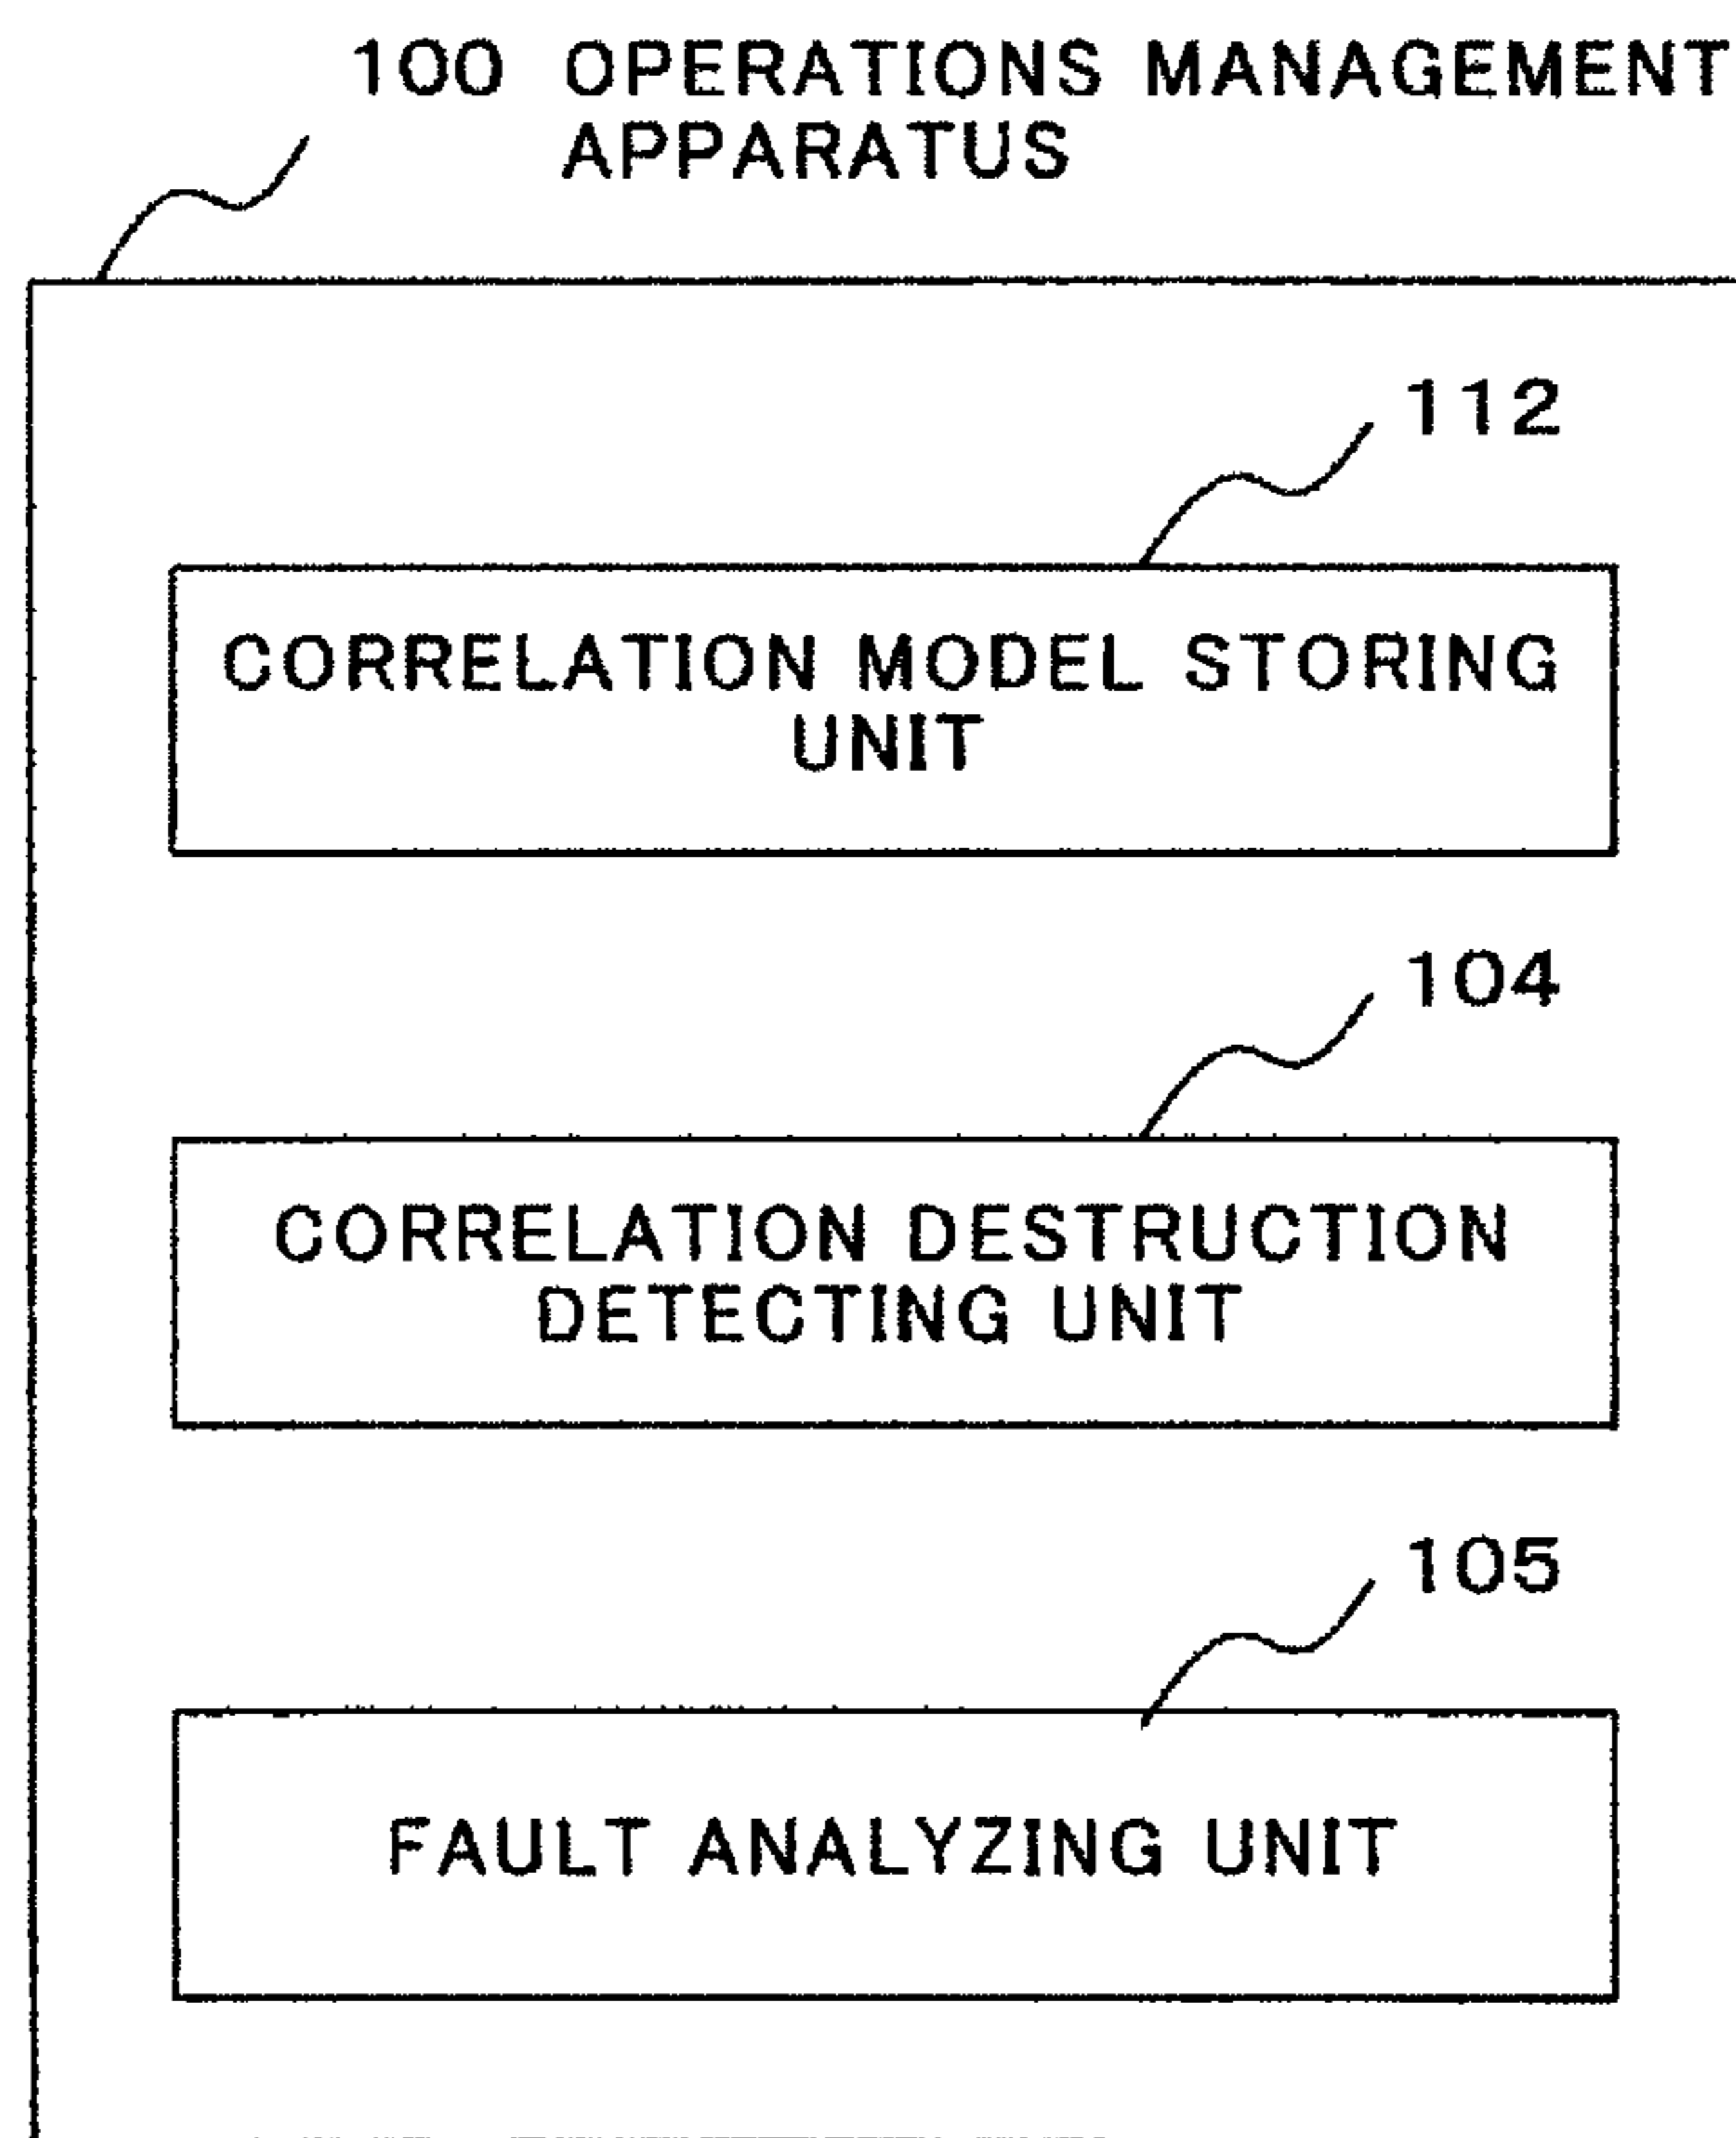 100 OPERATIONS MANAGEMENT
APPARATUS
112
CORRELATION MODEL STORING
UNIT
104
CORRELATION DESTRUCTION
DETECTING UNIT
105
FAULT ANALYZING UNIT